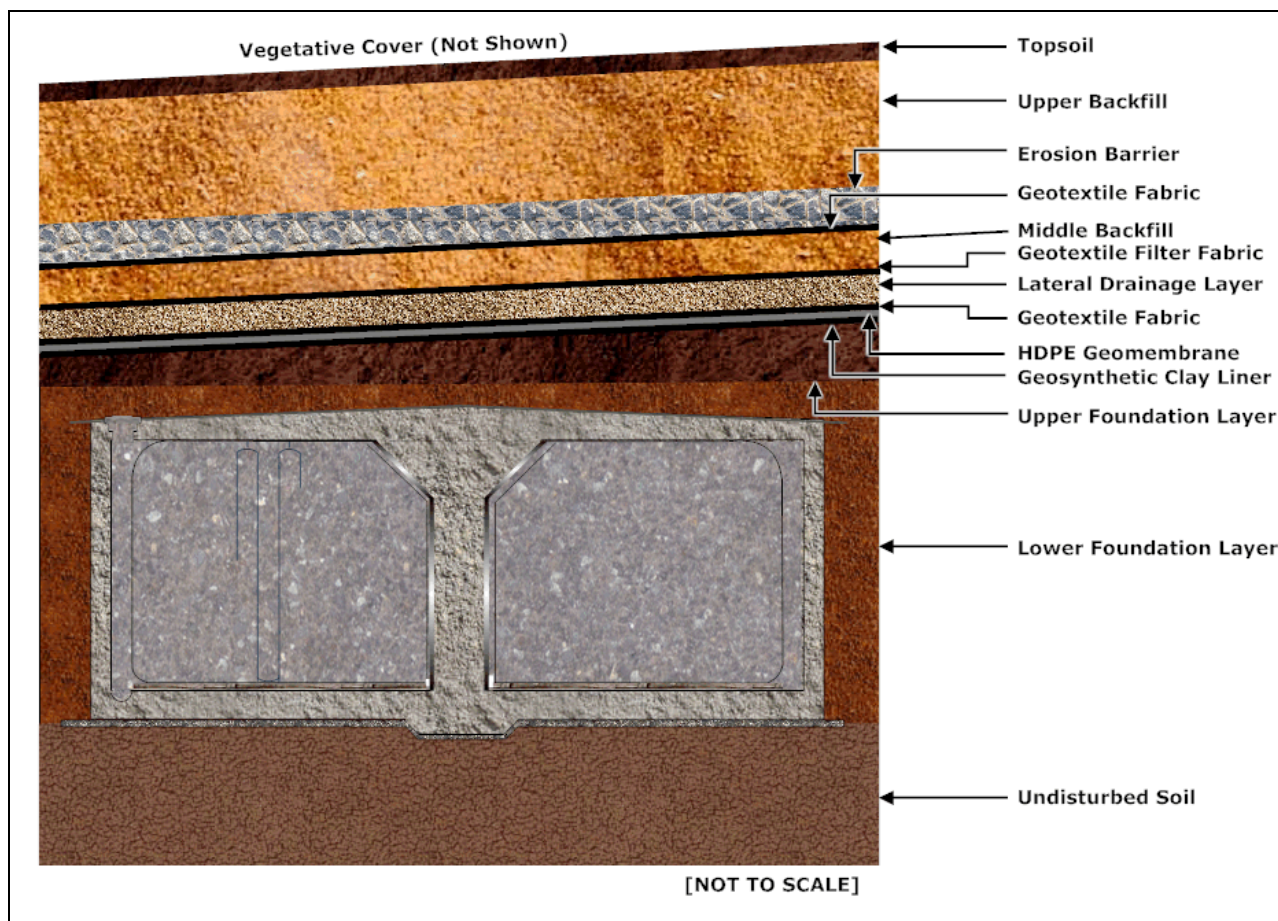 Vegetative Cover (Not Shown)
Topsoil
Upper Backfill
Erosion Barrier
Geotextile Fabric
Middle Backfill
Geotextile Filter Fabric
Lateral Drainage Layer
Geotextile Fabric
HDPE Geomembrane
Geosynthetic Clay Liner
Upper Foundation Layer
Lower Foundation Layer
Undisturbed Soil
[NOT TO SCALE]